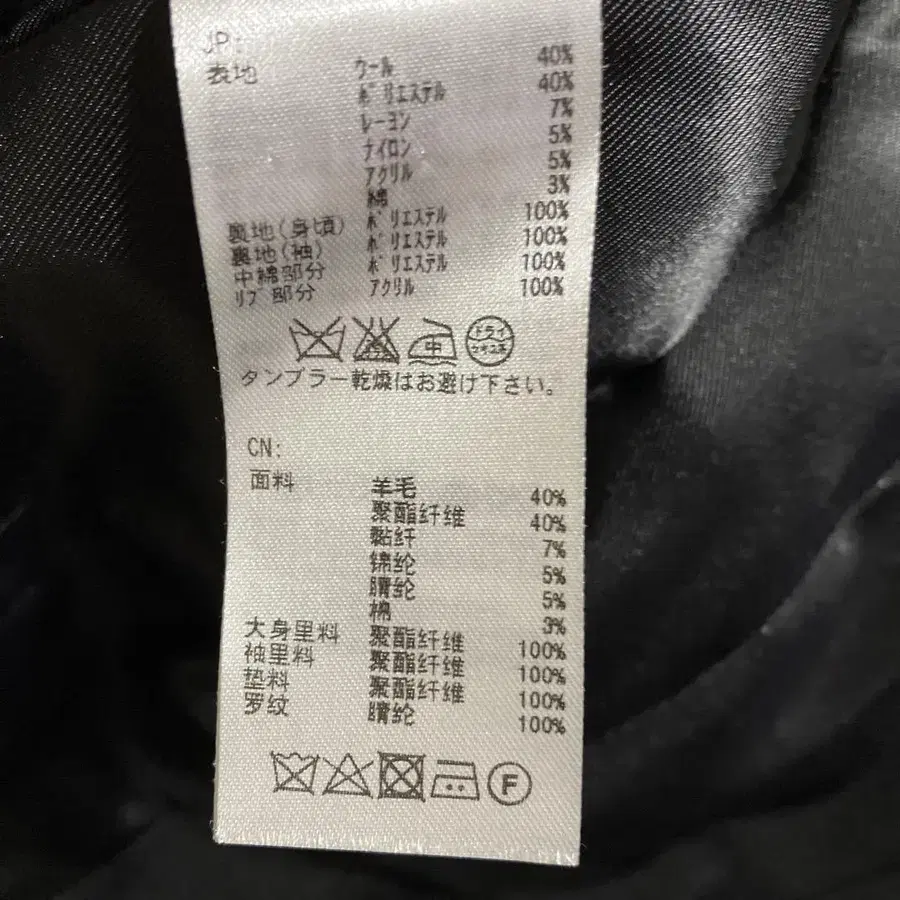 JP:
表地 ウール 40%
ポリエステル 40%
レーヨン 7%
ナイロン 5%
アクリル 5%
綿 3%
裏地(身頃) ポリエステル 100%
裏地(袖) ポリエステル 100%
中綿部分 ポリエステル 100%
リブ部分 アクリル 100%
中 ドライ
タンブラー乾燥はお避け下さい。
CN:
面料 羊毛 40%
聚酯纤维 40%
黏纤 7%
锦纶 5%
腈纶 5%
棉 3%
大身里料 聚酯纤维 100%
袖里料 聚酯纤维 100%
垫料 聚酯纤维 100%
罗纹 腈纶 100%
F